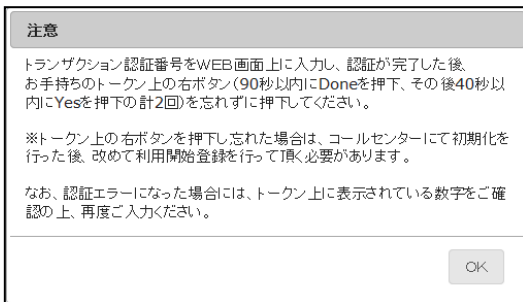 注意
トランザクション認証番号をWEB画面上に入力し、認証が完了した後、
お手持ちのトークン上の右ボタン(90秒以内にDoneを押下、その後40秒以
内にYesを押下の計2回)を忘れずに押下してください。
※トークン上の右ボタンを押下し忘れた場合は、コールセンターにて初期化を
行った後、改めて利用開始登録を行って頂く必要があります。
なお、認証エラーになった場合には、トークン上に表示されている数字をご確
認の上、再度ご入力ください。
OK